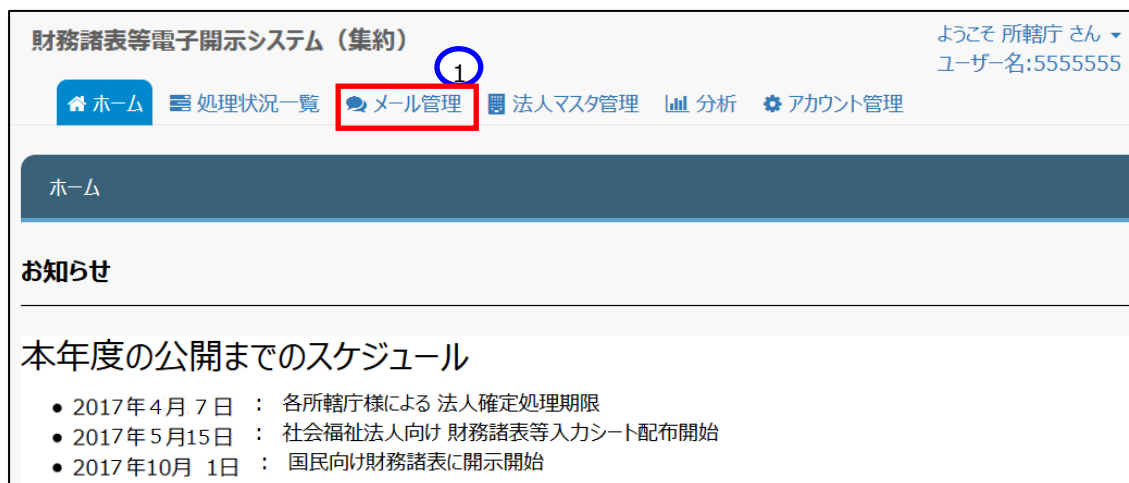 財務諸表等電子開示システム（集約）
ようこそ 所轄庁 さん
ユーザー名:5555555
1
ホーム 処理状況一覧 メール管理 法人マスタ管理 分析 アカウント管理
ホーム
お知らせ
本年度の公開までのスケジュール
● 2017年4月 7日 ： 各所轄庁様による 法人確定処理期限
● 2017年5月15日 ： 社会福祉法人向け 財務諸表等入力シート配布開始
● 2017年10月 1日 ： 国民向け財務諸表に開示開始